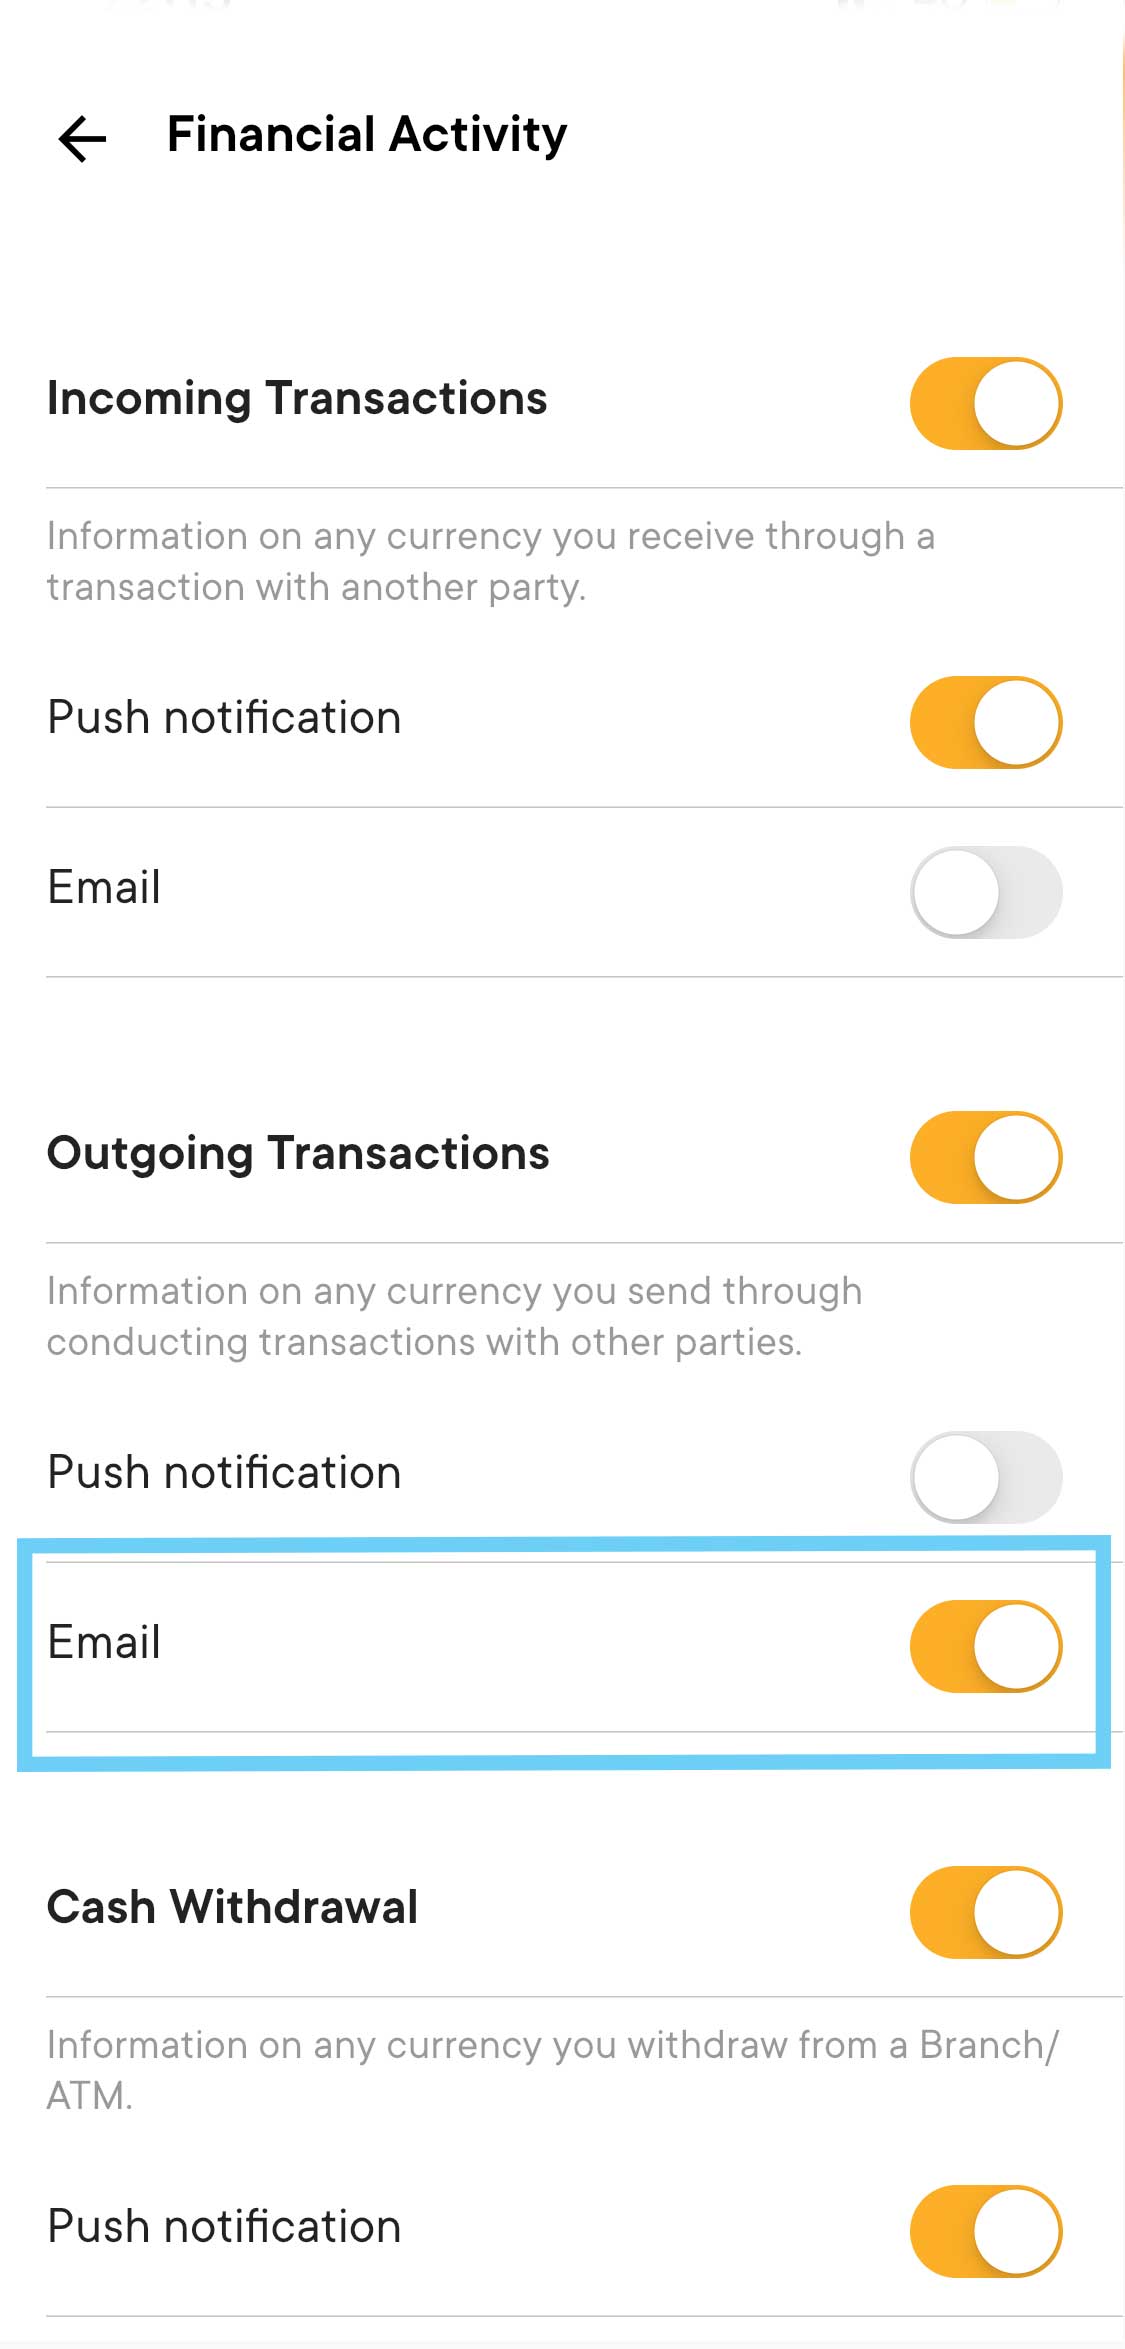 Financial Activity
Incoming Transactions
Information on any currency you receive through a
transaction with another party.
Push notification
Email
Outgoing Transactions
Information on any currency you send through
conducting transactions with other parties.
Push notification
Email
Cash Withdrawal
Information on any currency you withdraw from a Branch/
ATM.
Push notification